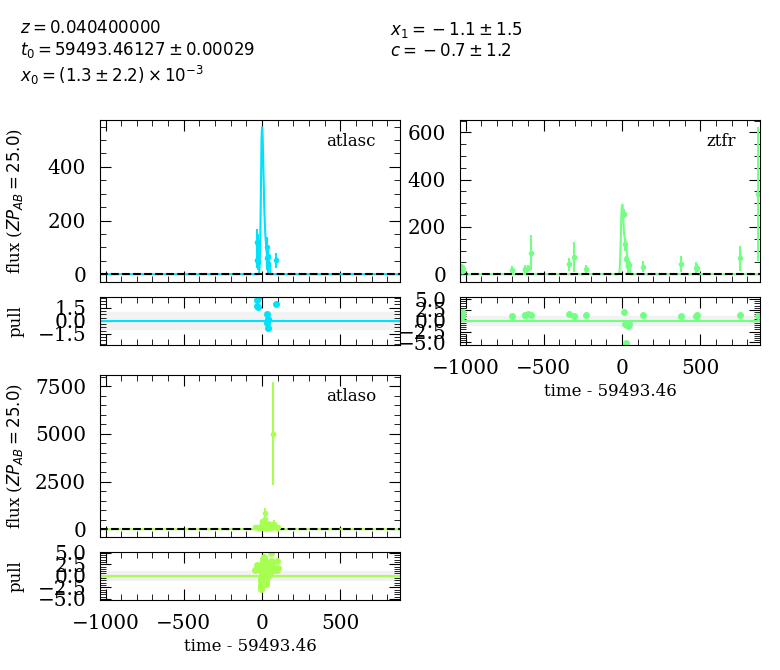 z = 0.040400000
t₀ = 59493.46127 ± 0.00029
x₀ = (1.3 ± 2.2) × 10⁻³
x₁ = −1.1 ± 1.5
c = −0.7 ± 1.2
flux (ZP_AB = 25.0)
400
200
0
atlasc
pull
1.5
0.0
−1.5
600
400
200
0
ztfr
5.0
2.5
0.0
−2.5
−5.0
−1000 −500 0 500
time - 59493.46
flux (ZP_AB = 25.0)
7500
5000
2500
0
atlaso
pull
5.0
2.5
0.0
−2.5
−5.0
−1000 −500 0 500
time - 59493.46